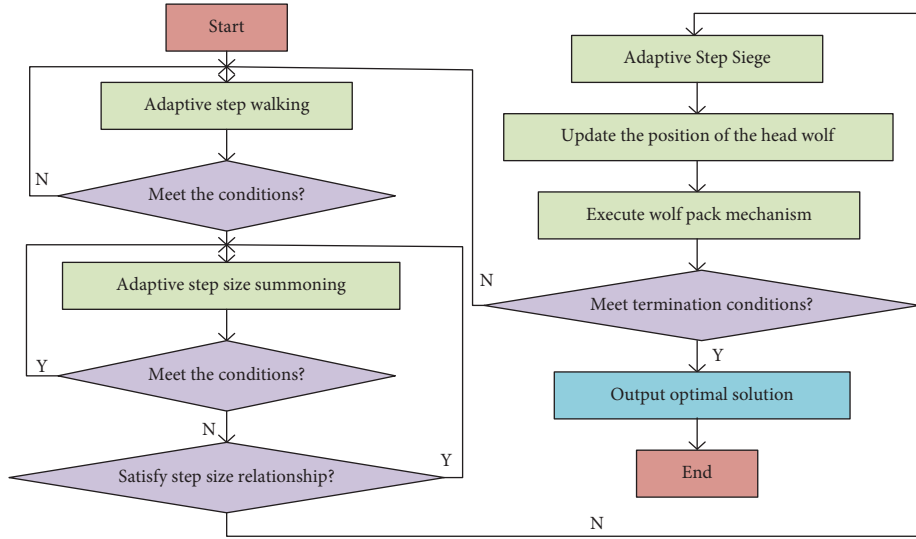 Start
Adaptive step walking
N
Meet the conditions?
Adaptive step size summoning
Y
Meet the conditions?
N
Satisfy step size relationship?
Y
N
Adaptive Step Siege
Update the position of the head wolf
Execute wolf pack mechanism
N
Meet termination conditions?
N
Y
Output optimal solution
End